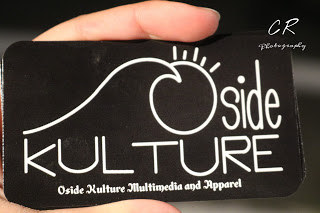 CR
Photography
Oside
KULTURE
Oside Kulture Multimedia and Apparel